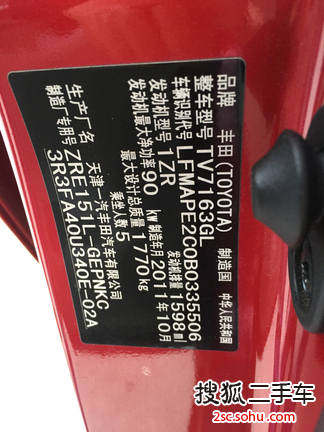 品牌 丰田(TOYOTA) 制造国 中华人民共和国
整车型号 TV7163GL
车辆识别代号 LFMAPE2C0B0335506
发动机型号 1ZR 发动机排量 1598ml
发动机最大净功率 90 KW 制造年月 2011年10月
最大设计总质量 1770kg
乘坐人数 5
生产厂名 天津一汽丰田汽车有限公司
ZRE151L-GEPNKC
制造厂专用号 3R3FA40U340E-02A
搜狐二手车
2sc.sohu.com